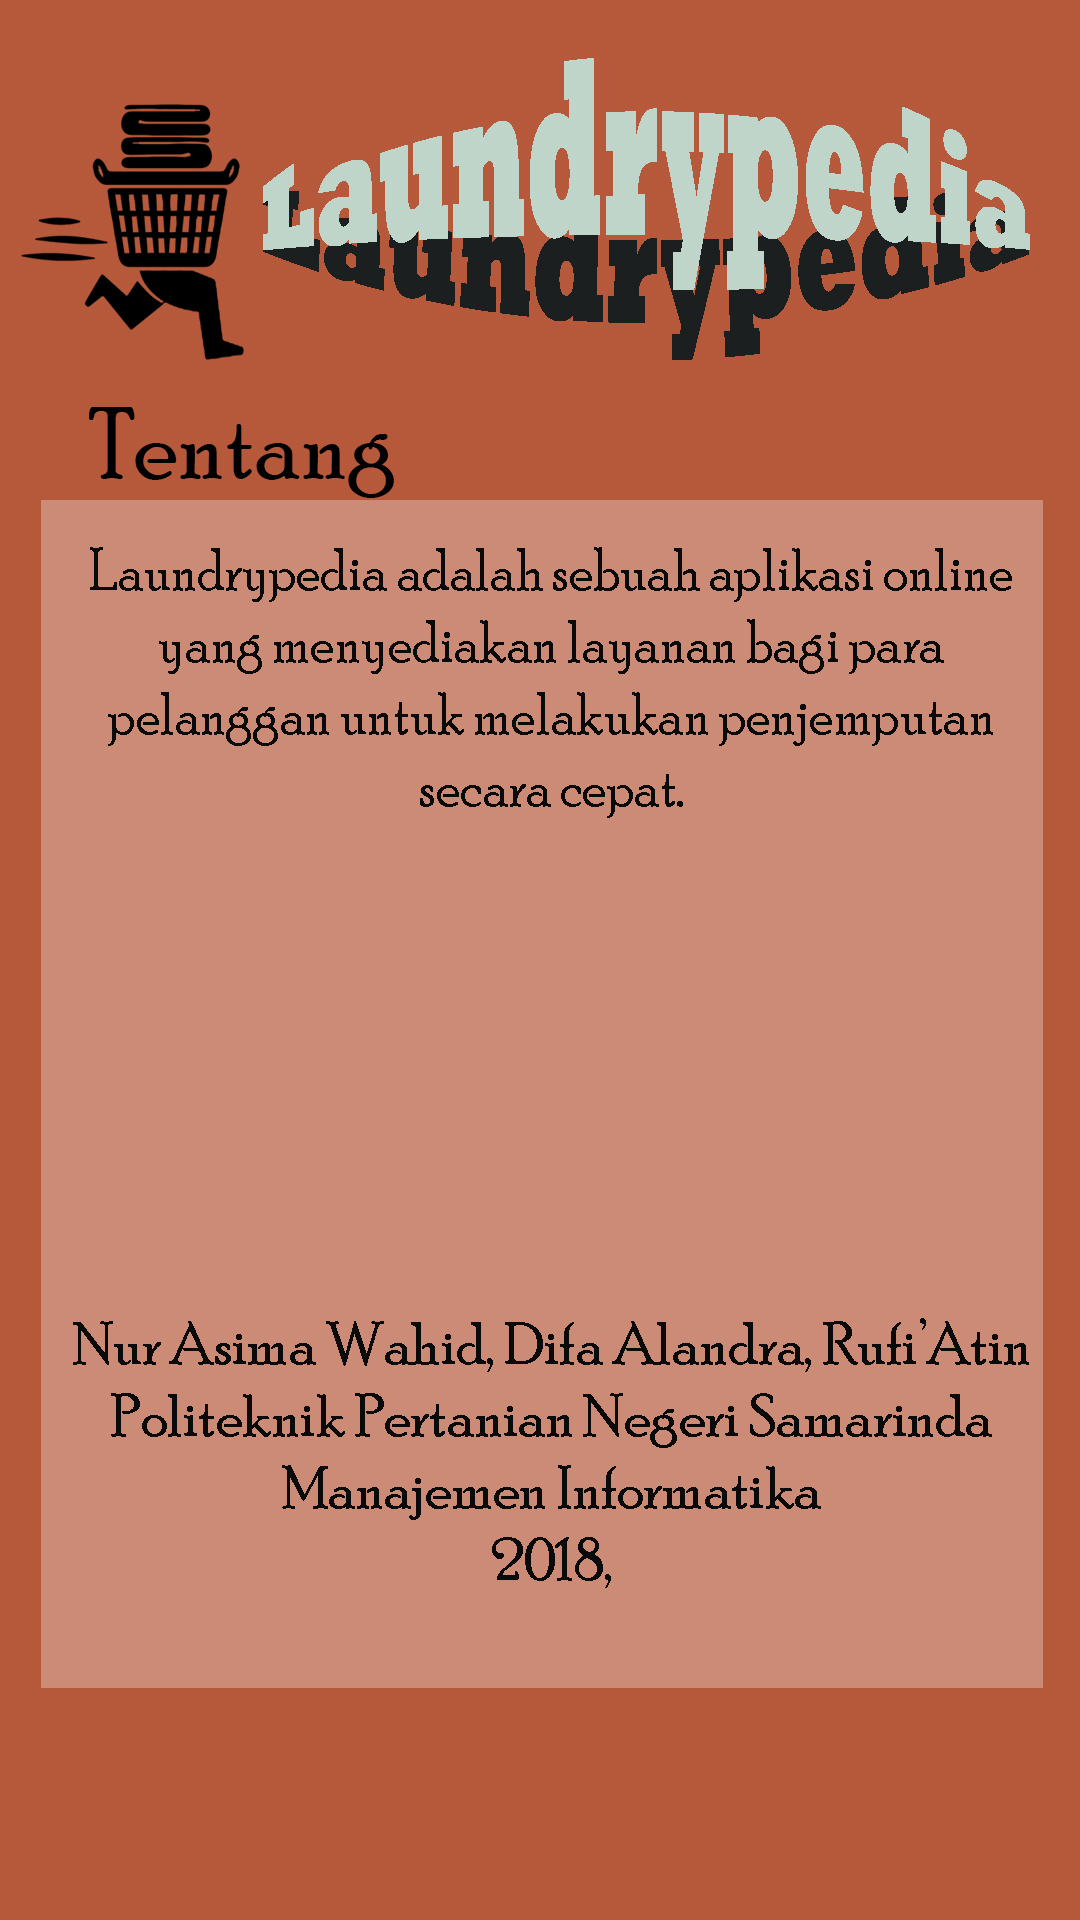 Laundrypedia
Tentang
Laundrypedia adalah sebuah aplikasi online
yang menyediakan layanan bagi para
pelanggan untuk melakukan penjemputan
secara cepat.
Nur Asima Wahid, Difa Alandra, Rufi'Atin
Politeknik Pertanian Negeri Samarinda
Manajemen Informatika
2018,